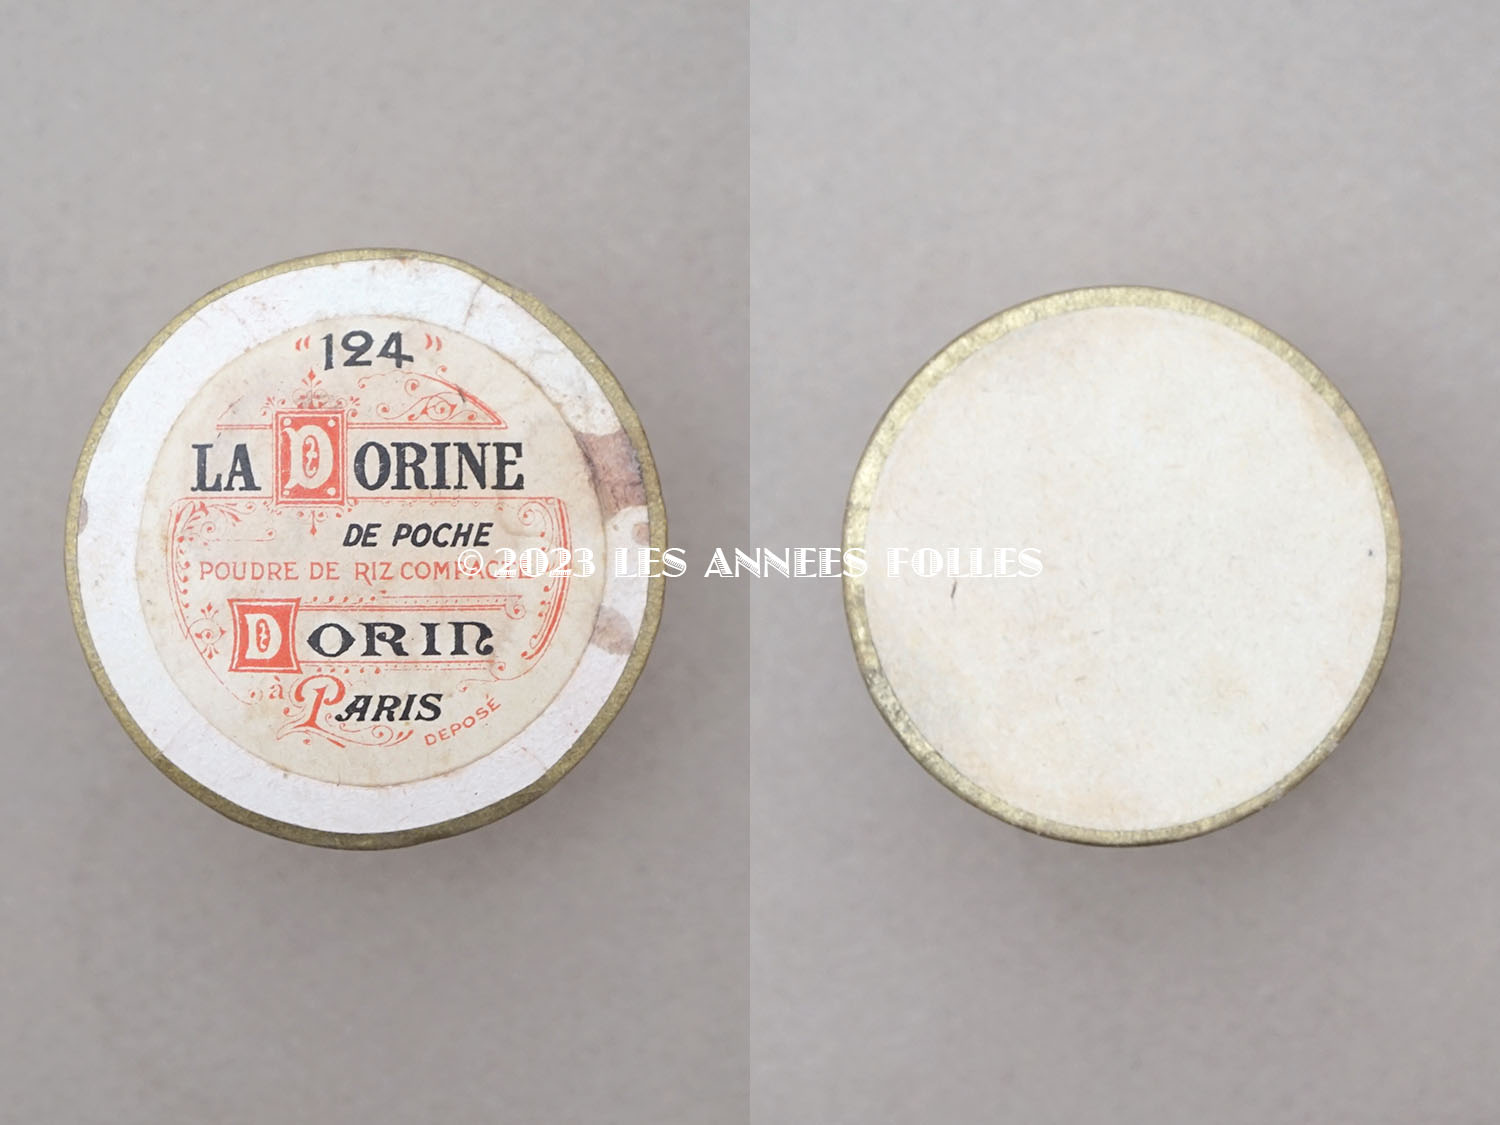 "124"
LA DORINE
DE POCHE
POUDRE DE RIZ COMPACTE
DORIN
à PARIS
DEPOSÉ
©2023 LES ANNEES FOLLES